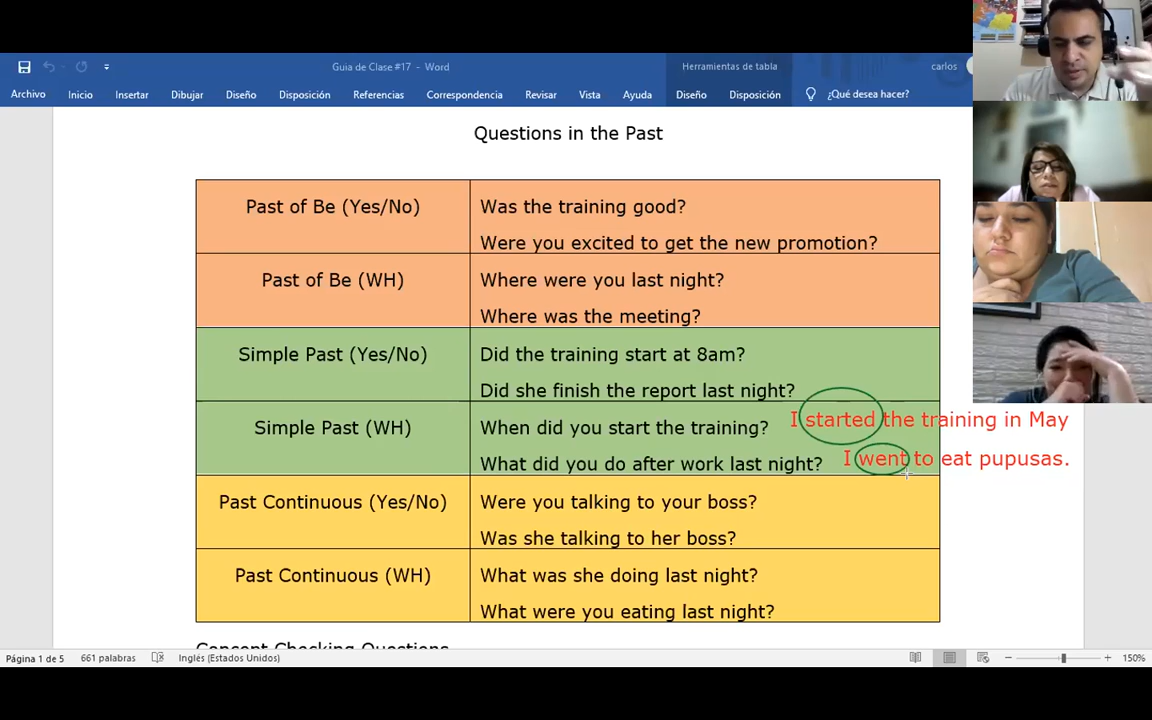 Guia de Clase #17 - Word
Herramientas de tabla
carlos
Archivo Inicio Insertar Dibujar Diseño Disposición Referencias Correspondencia Revisar Vista Ayuda Diseño Disposición ¿Qué desea hacer?
Questions in the Past
Past of Be (Yes/No)
Was the training good?
Were you excited to get the new promotion?
Past of Be (WH)
Where were you last night?
Where was the meeting?
Simple Past (Yes/No)
Did the training start at 8am?
Did she finish the report last night?
Simple Past (WH)
When did you start the training? I started the training in May
What did you do after work last night? I went to eat pupusas.
Past Continuous (Yes/No)
Were you talking to your boss?
Was she talking to her boss?
Past Continuous (WH)
What was she doing last night?
What were you eating last night?
Concept Checking Questions
Página 1 de 5 661 palabras Inglés (Estados Unidos) 150%